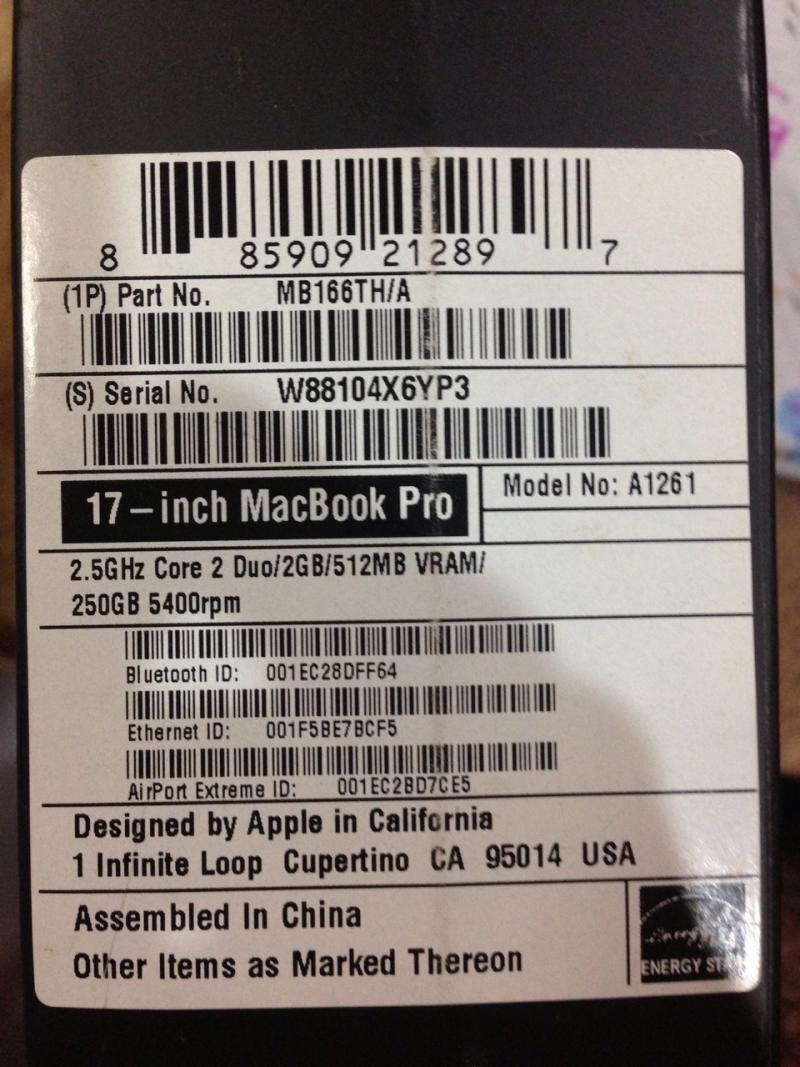 8 85909 21289 7
(1P) Part No. MB166TH/A
(S) Serial No. W88104X6YP3
17-inch MacBook Pro
Model No: A1261
2.5GHz Core 2 Duo/2GB/512MB VRAM/
250GB 5400rpm
Bluetooth ID: 001EC28DFF64
Ethernet ID: 001F5BE7BCF5
AirPort Extreme ID: 001EC2BD7CE5
Designed by Apple in California
1 Infinite Loop Cupertino CA 95014 USA
Assembled In China
Other Items as Marked Thereon
energy
ENERGY STAR